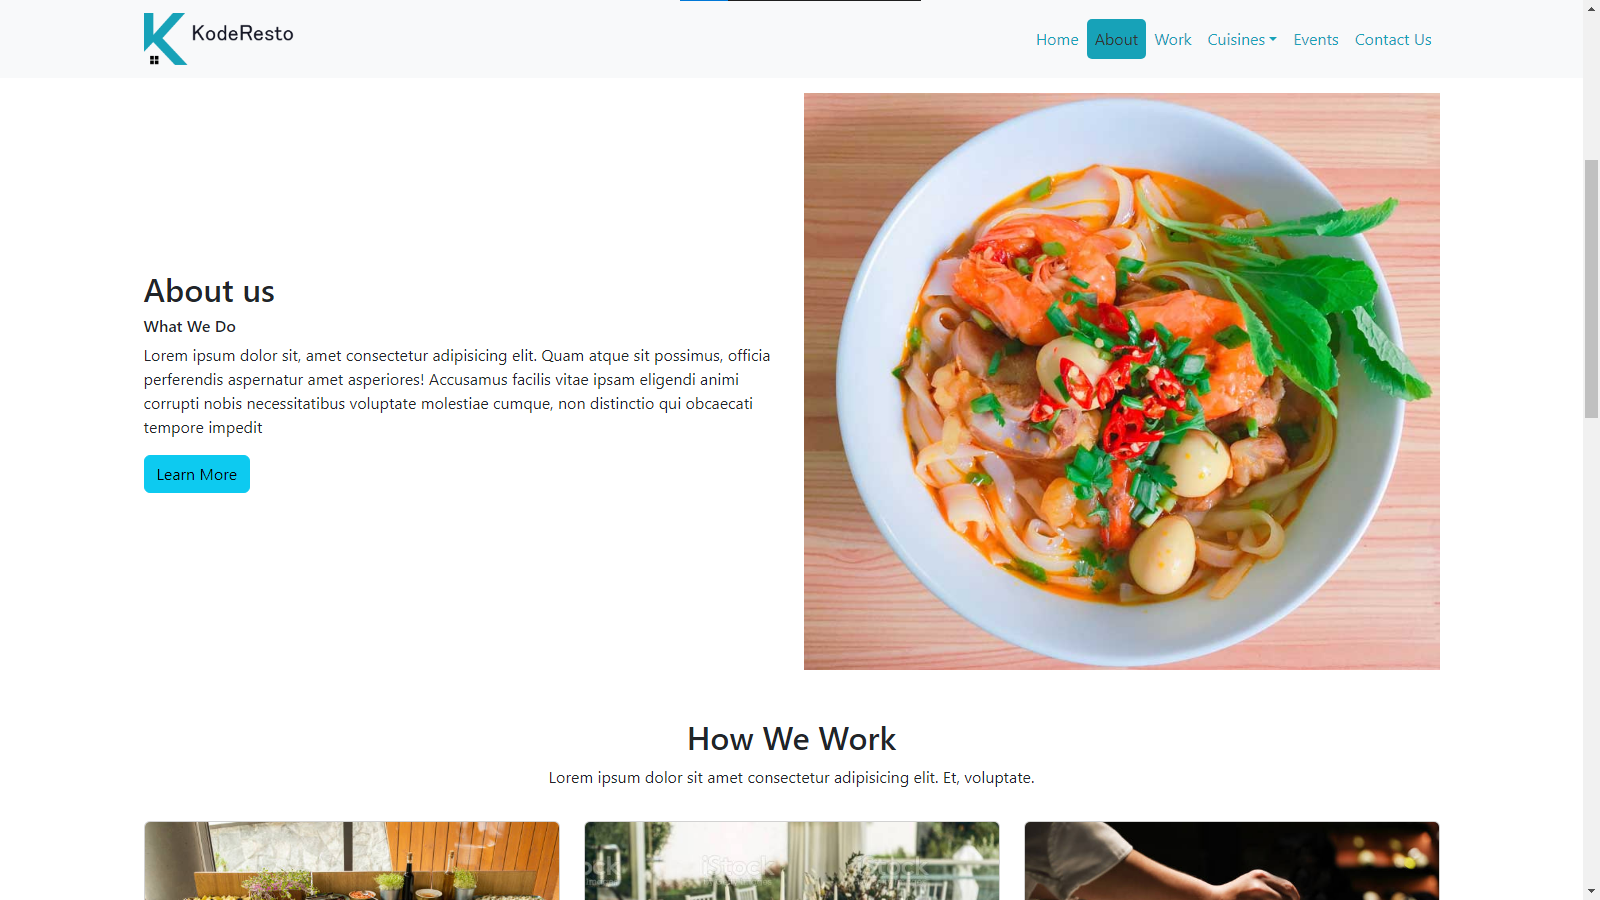 KodeResto
Home About Work Cuisines Events Contact Us
About us
What We Do
Lorem ipsum dolor sit, amet consectetur adipisicing elit. Quam atque sit possimus, officia
perferendis aspernatur amet asperiores! Accusamus facilis vitae ipsam eligendi animi
corrupti nobis necessitatibus voluptate molestiae cumque, non distinctio qui obcaecati
tempore impedit
Learn More
How We Work
Lorem ipsum dolor sit amet consectetur adipisicing elit. Et, voluptate.
iStock